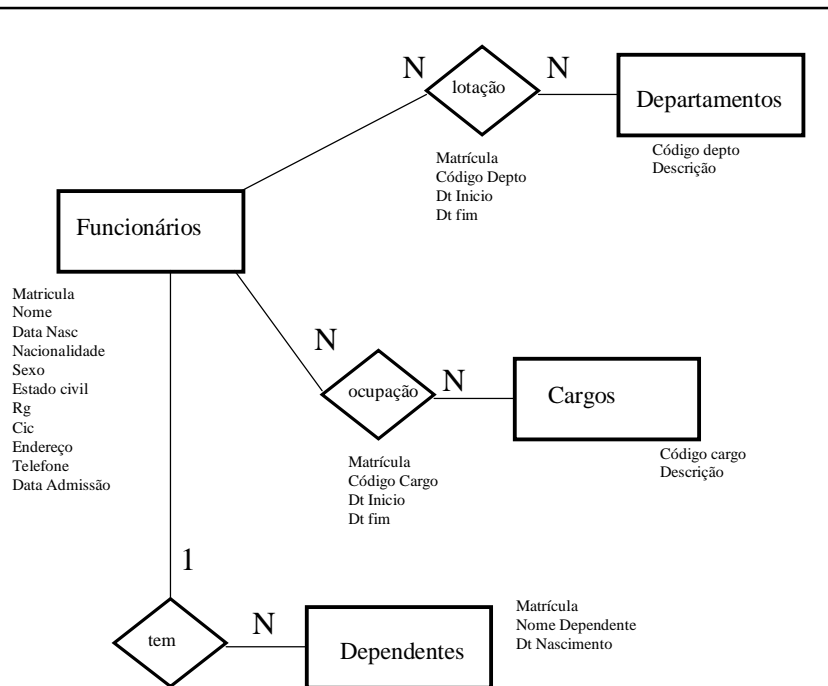 N
lotação
N
Departamentos
Código depto
Descrição
Matrícula
Código Depto
Dt Inicio
Dt fim
Funcionários
Matricula
Nome
Data Nasc
Nacionalidade
Sexo
Estado civil
Rg
Cic
Endereço
Telefone
Data Admissão
N
ocupação
N
Cargos
Código cargo
Descrição
Matrícula
Código Cargo
Dt Inicio
Dt fim
1
tem
N
Dependentes
Matrícula
Nome Dependente
Dt Nascimento